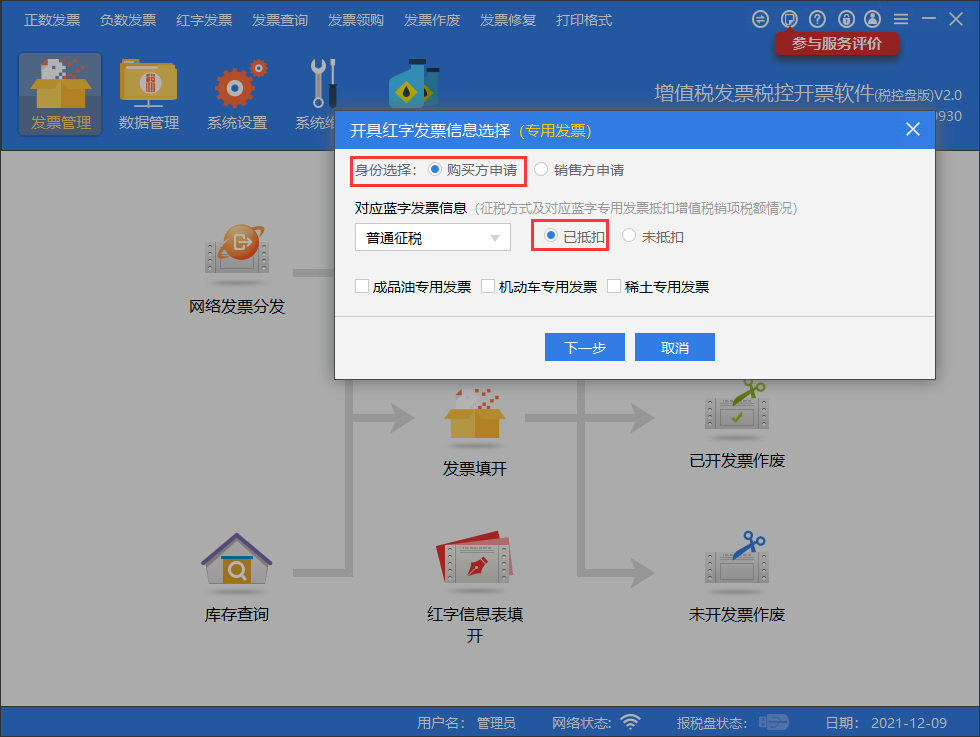 正数发票 负数发票 红字发票 发票查询 发票领购 发票作废 发票修复 打印格式
参与服务评价
发票管理 数据管理 系统设置 系统维
增值税发票税控开票软件(税控盘版)V2.0
0930
开具红字发票信息选择 (专用发票)
身份选择: 购买方申请 销售方申请
对应蓝字发票信息 (征税方式及对应蓝字专用发票抵扣增值税销项税额情况)
普通征税 已抵扣 未抵扣
成品油专用发票 机动车专用发票 稀土专用发票
下一步 取消
网络发票分发
发票填开
已开发票作废
库存查询
红字信息表填
开
未开发票作废
用户名: 管理员 网络状态: 报税盘状态: 日期: 2021-12-09